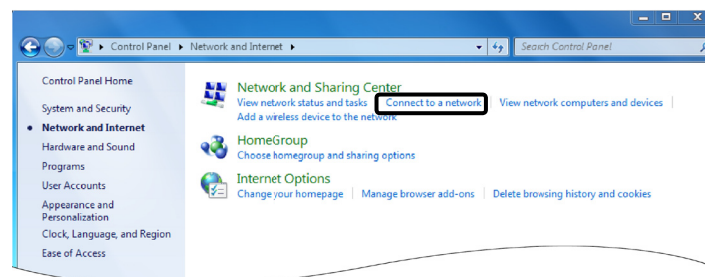 Control Panel ▸ Network and Internet ▸
Search Control Panel
Control Panel Home
System and Security
Network and Internet
Hardware and Sound
Programs
User Accounts
Appearance and
Personalization
Clock, Language, and Region
Ease of Access
Network and Sharing Center
View network status and tasks Connect to a network View network computers and devices
Add a wireless device to the network
HomeGroup
Choose homegroup and sharing options
Internet Options
Change your homepage Manage browser add-ons Delete browsing history and cookies